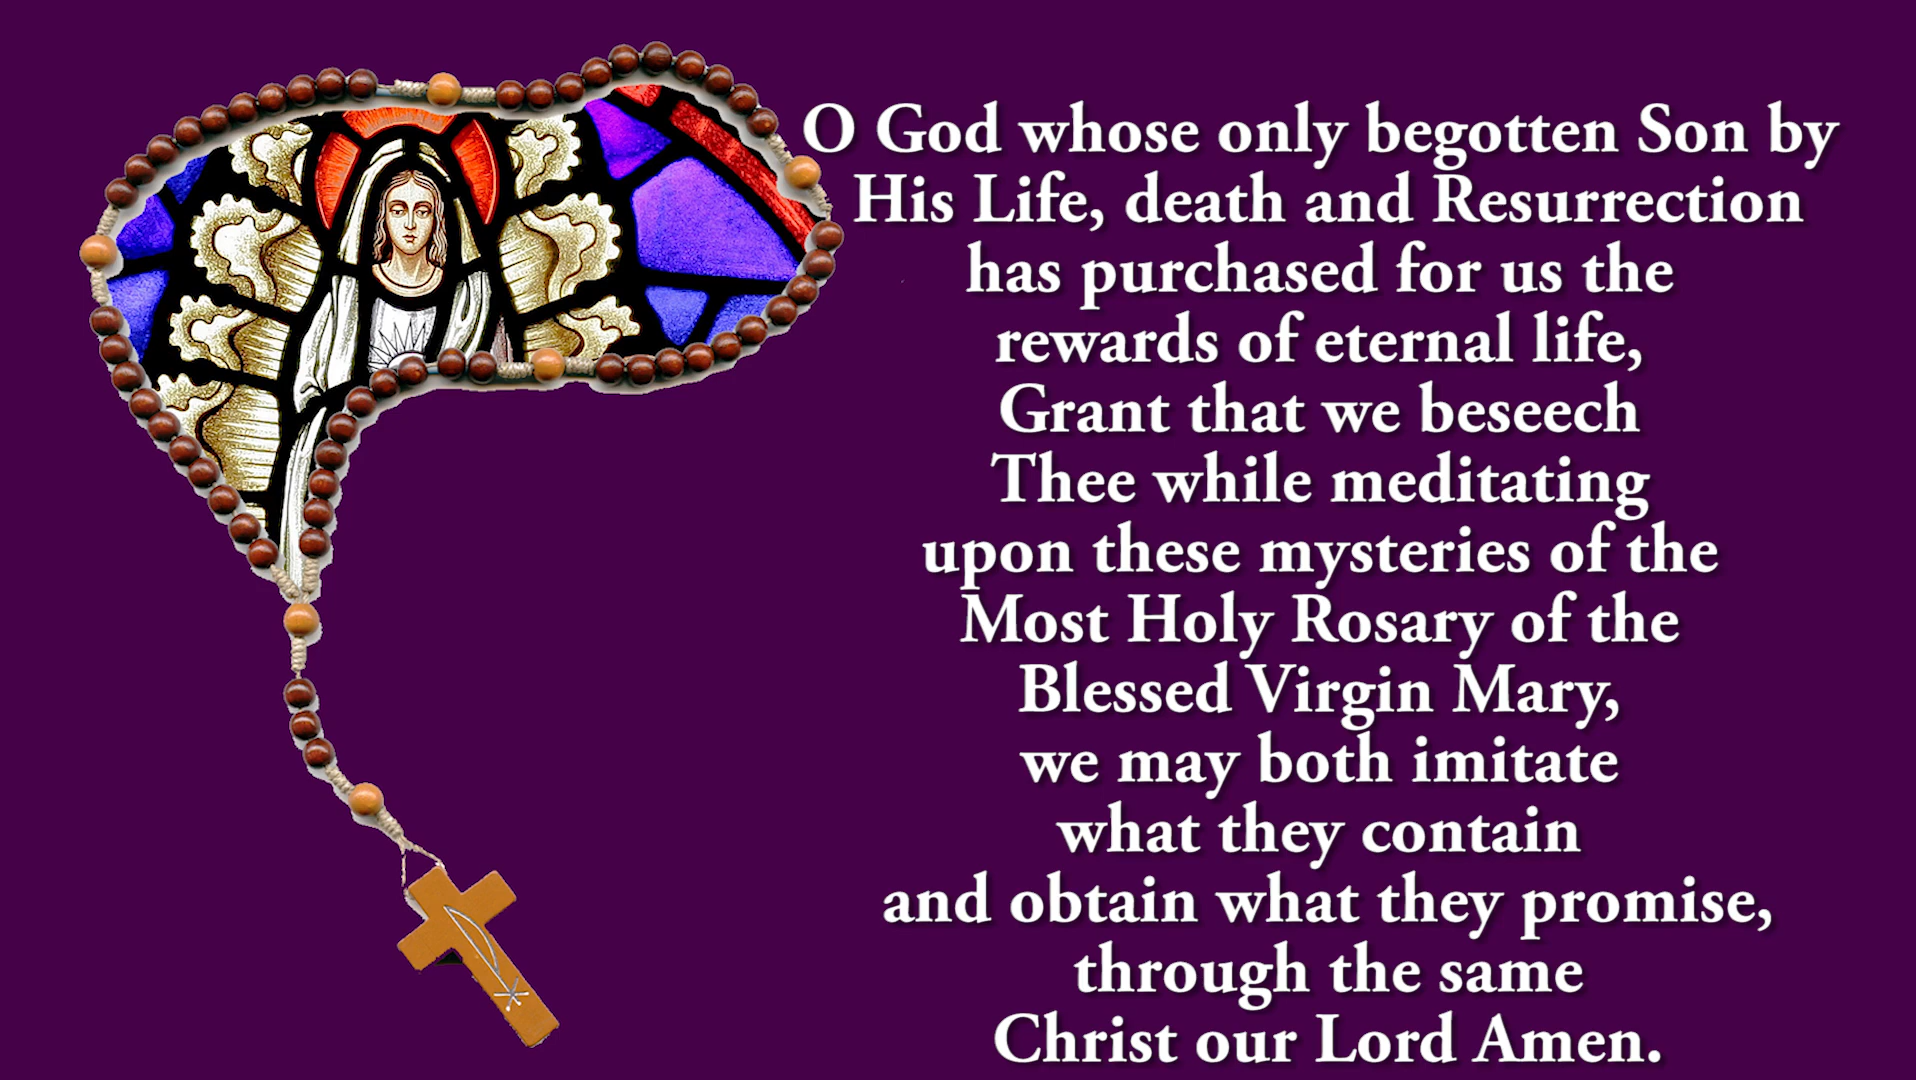 O God whose only begotten Son by
His Life, death and Resurrection
has purchased for us the
rewards of eternal life,
Grant that we beseech
Thee while meditating
upon these mysteries of the
Most Holy Rosary of the
Blessed Virgin Mary,
we may both imitate
what they contain
and obtain what they promise,
through the same
Christ our Lord Amen.